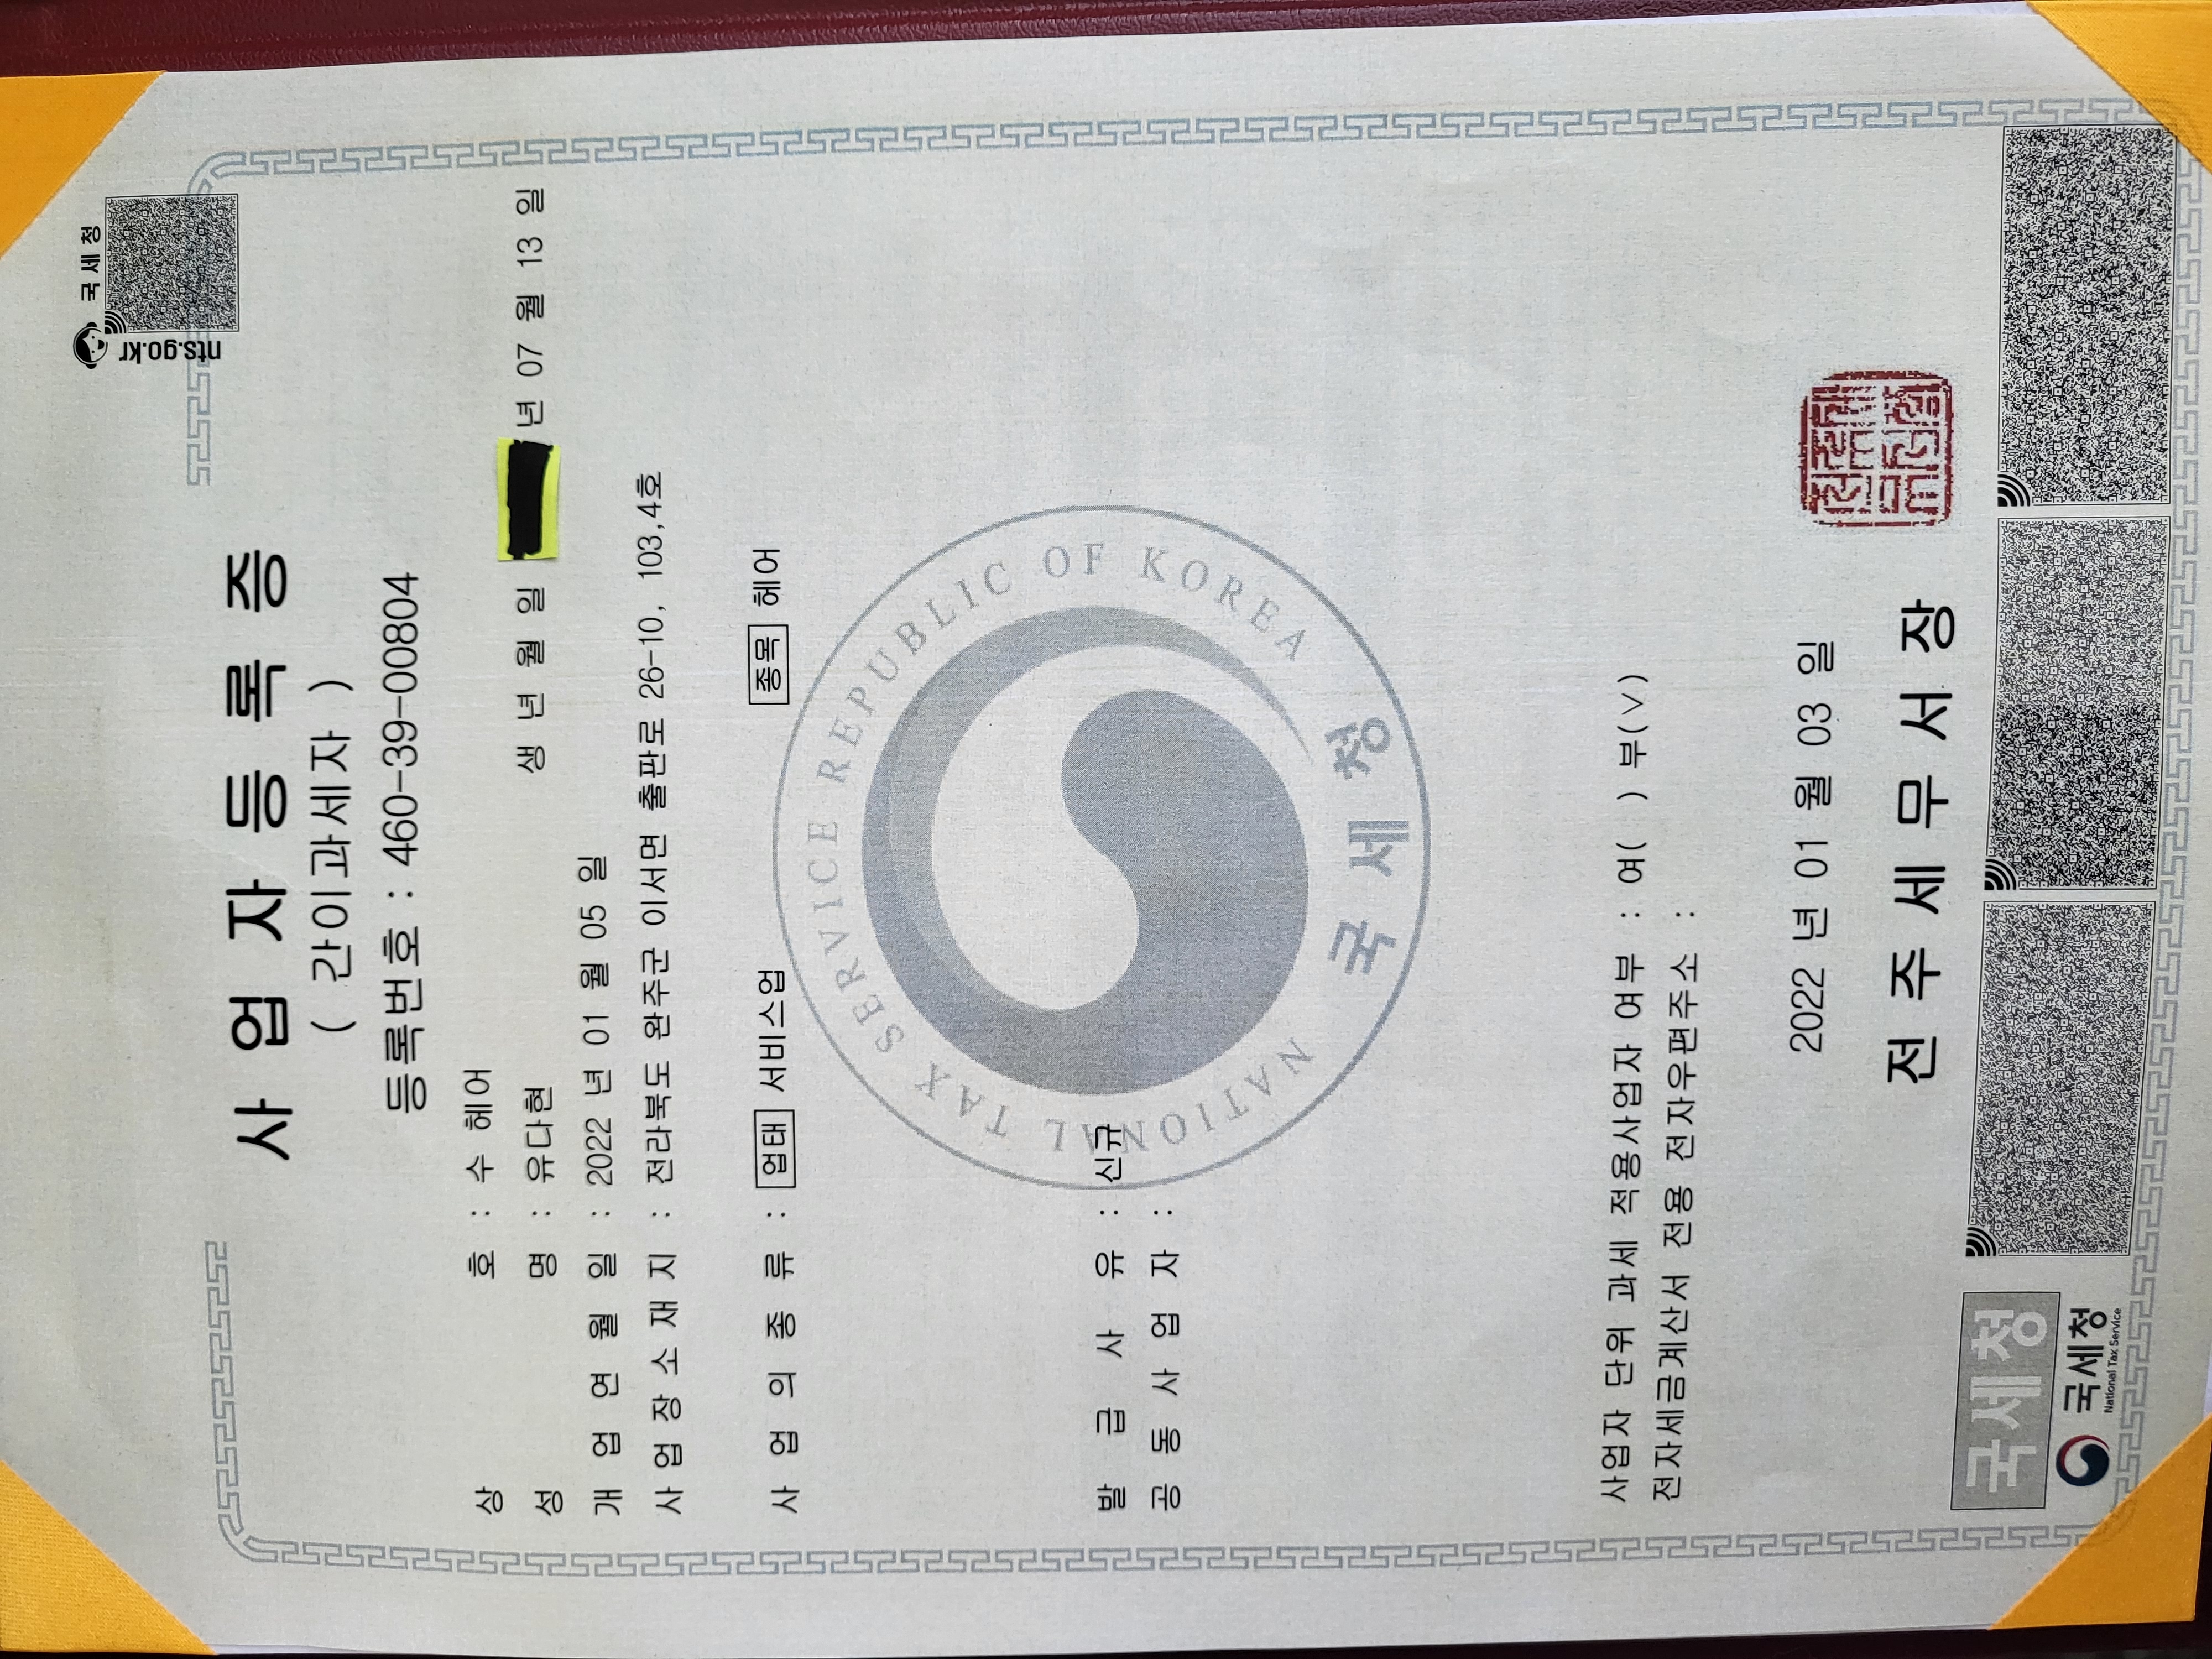 국세청
nts.go.kr
사업자등록증
( 간이과세자 )
등록번호 : 460-39-00804
상호 : 수 헤어
성명 : 유다현 생년월일 년 07 월 13 일
개업연월일 : 2022 년 01 월 05 일
사업장소재지 : 전라북도 완주군 이서면 출판로 26-10, 103,4호
사업의종류 : 업태 서비스업 종목 헤어
NATIONAL TAX SERVICE REPUBLIC OF KOREA
국세청
발급사유 : 신규
공동사업자 :
사업자 단위 과세 적용사업자 여부 : 여( ) 부(∨)
전자세금계산서 전용 전자우편주소 :
2022 년 01 월 03 일
전주세무서장
국세청
국세청
National Tax Service